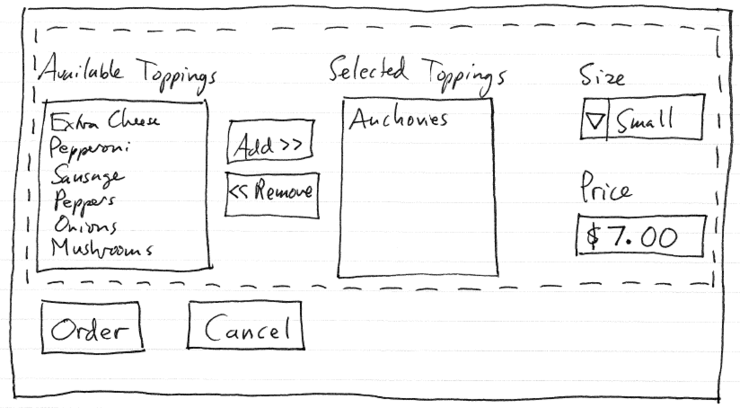 Available Toppings
Selected Toppings
Size
Extra Cheese
Pepperoni
Sausage
Peppers
Onions
Mushrooms
Add >>
<< Remove
Anchovies
Small
Price
$7.00
Order
Cancel